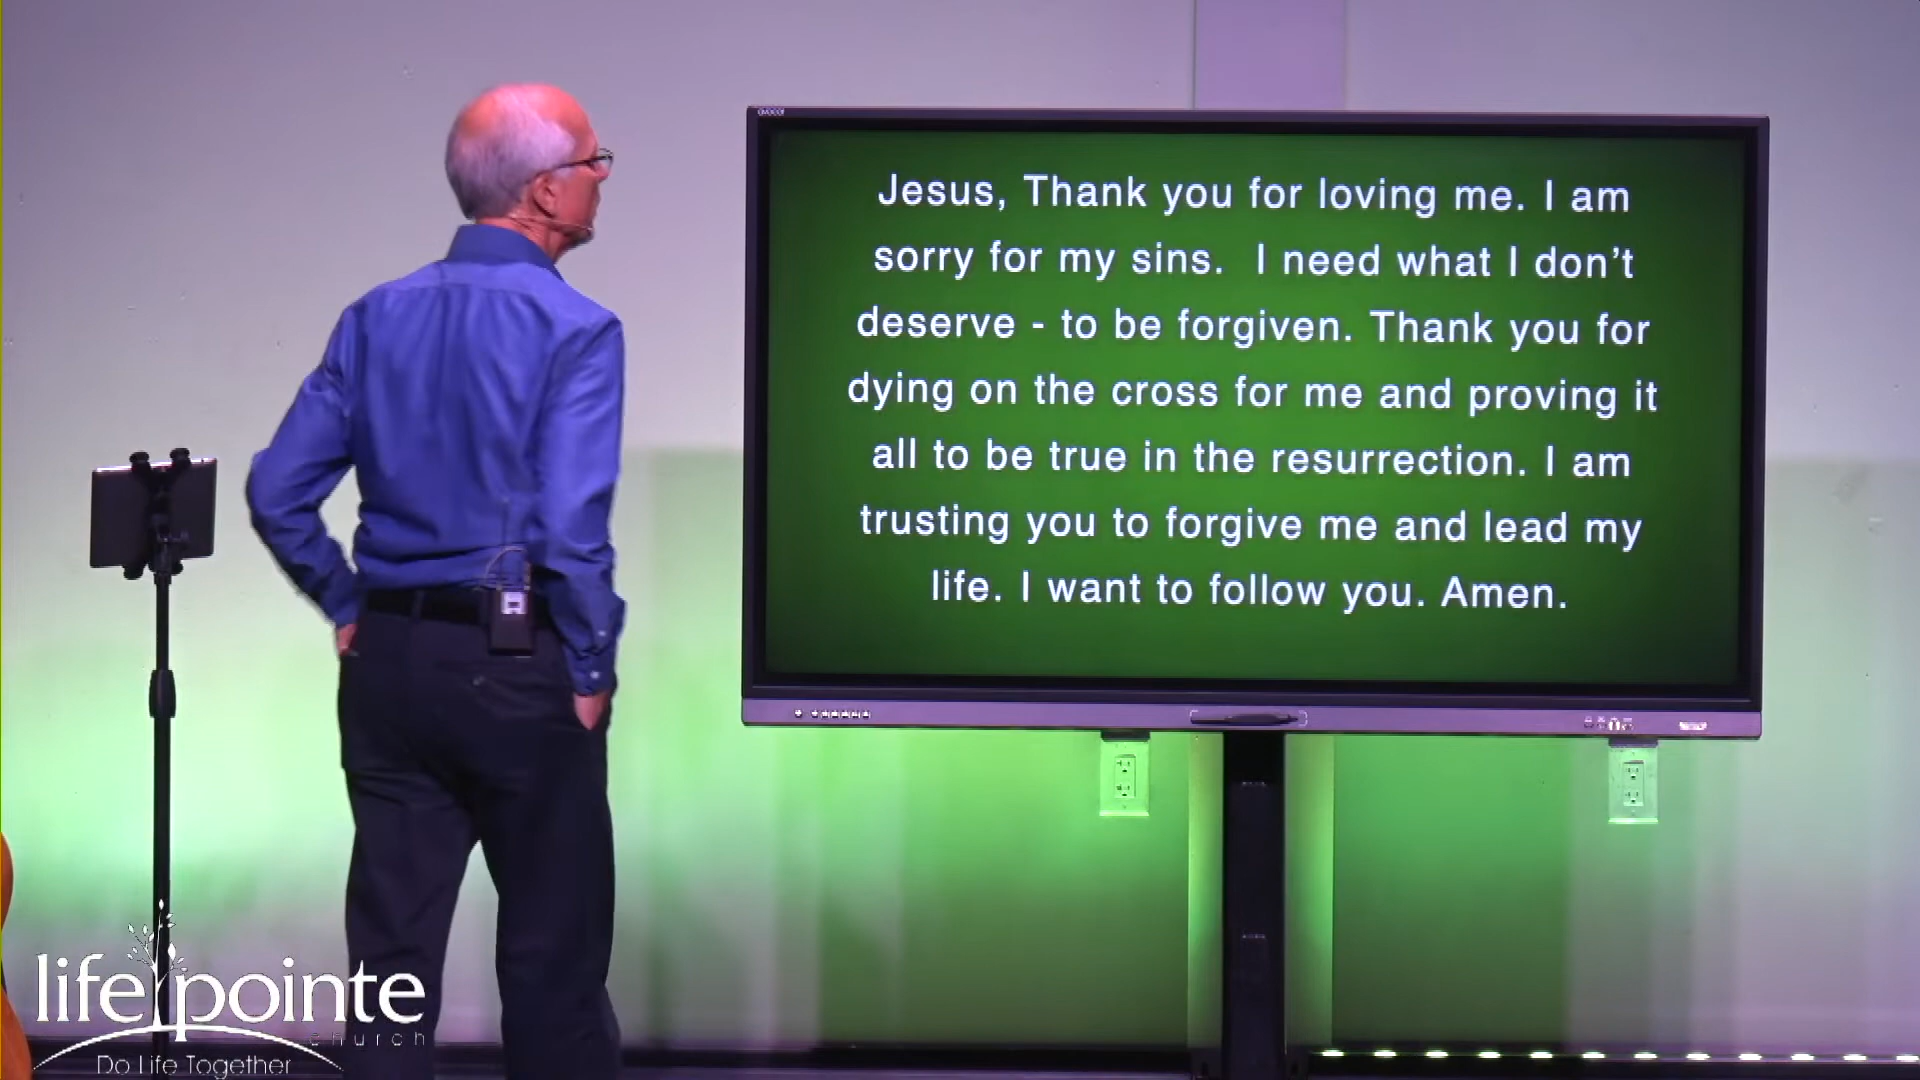 Jesus, Thank you for loving me. I am
sorry for my sins.  I need what I don’t
deserve - to be forgiven. Thank you for
dying on the cross for me and proving it
all to be true in the resurrection. I am
trusting you to forgive me and lead my
life. I want to follow you. Amen.
life pointe
church
Do Life Together